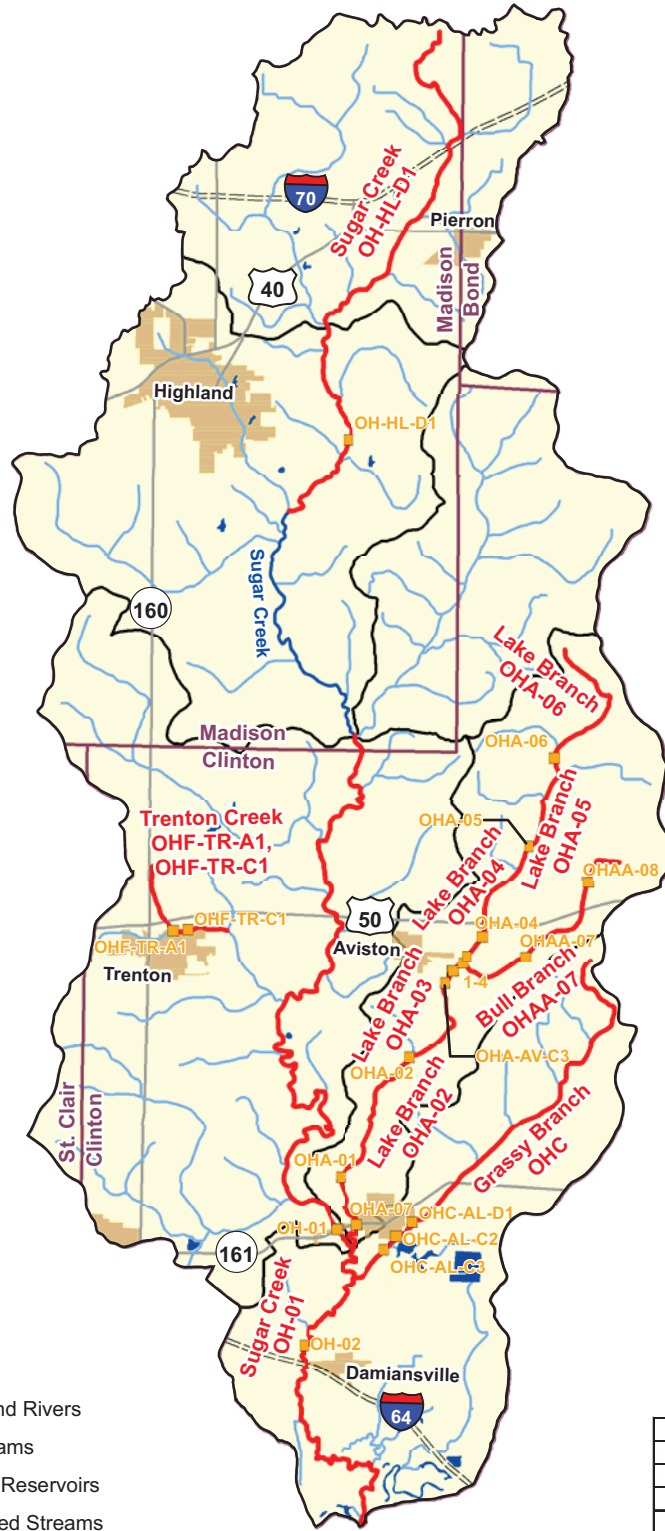 Sugar Creek
OH-HL-D1
70
Pierron
Madison
Bond
40
Highland
OH-HL-D1
Sugar Creek
160
Lake Branch
OHA-06
Madison
Clinton
OHA-06
Trenton Creek
OHF-TR-A1,
OHF-TR-C1
OHA-05
Lake Branch
OHA-05
Lake Branch
OHA-04
OHAA-08
50
OHF-TR-C1
OHA-04
OHF-TR-A1
Aviston
OHAA-07
Trenton
1-4
Bull Branch
OHAA-07
Lake Branch
OHA-03
OHA-AV-C3
OHA-02
Lake Branch
OHA-02
St. Clair
Clinton
Grassy Branch
OHC
OHA-01
OHA-07
OHC-AL-D1
OH-01
OHC-AL-C2
161
OHC-AL-C3
Sugar Creek
OH-01
OH-02
Damiansville
64
nd Rivers
ams
Reservoirs
ed Streams